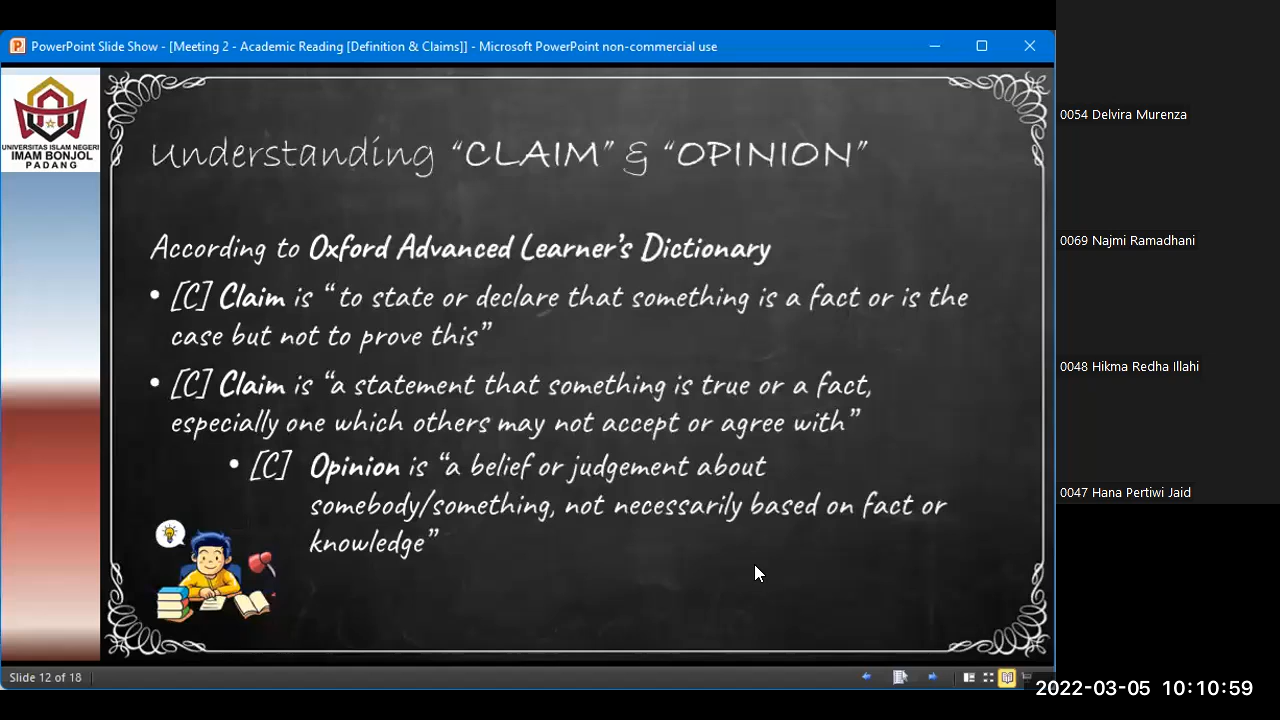 PowerPoint Slide Show - [Meeting 2 - Academic Reading [Definition & Claims]] - Microsoft PowerPoint non-commercial use
UNIVERSITAS ISLAM NEGERI
IMAM BONJOL
PADANG
Understanding “CLAIM” & “OPINION”
According to Oxford Advanced Learner’s Dictionary
• [C] Claim is “ to state or declare that something is a fact or is the
case but not to prove this”
• [C] Claim is “a statement that something is true or a fact,
especially one which others may not accept or agree with”
• [C] Opinion is “a belief or judgement about
somebody/something, not necessarily based on fact or
knowledge”
Slide 12 of 18
0054 Delvira Murenza
0069 Najmi Ramadhani
0048 Hikma Redha Illahi
0047 Hana Pertiwi Jaid
2022-03-05 10:10:59